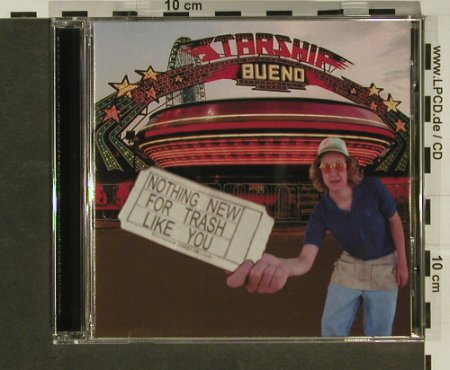 10 cm
STARSHIP
BUENO
NOTHING NEW
FOR TRASH
LIKE YOU
www.LPCD.de / CD
10 cm